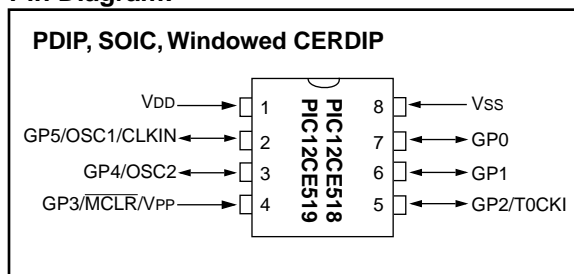 Pin Diagram:
PDIP, SOIC, Windowed CERDIP
VDD 1 8 VSS
GP5/OSC1/CLKIN 2 7 GP0
GP4/OSC2 3 6 GP1
GP3/MCLR/VPP 4 5 GP2/T0CKI
PIC12CE518
PIC12CE519